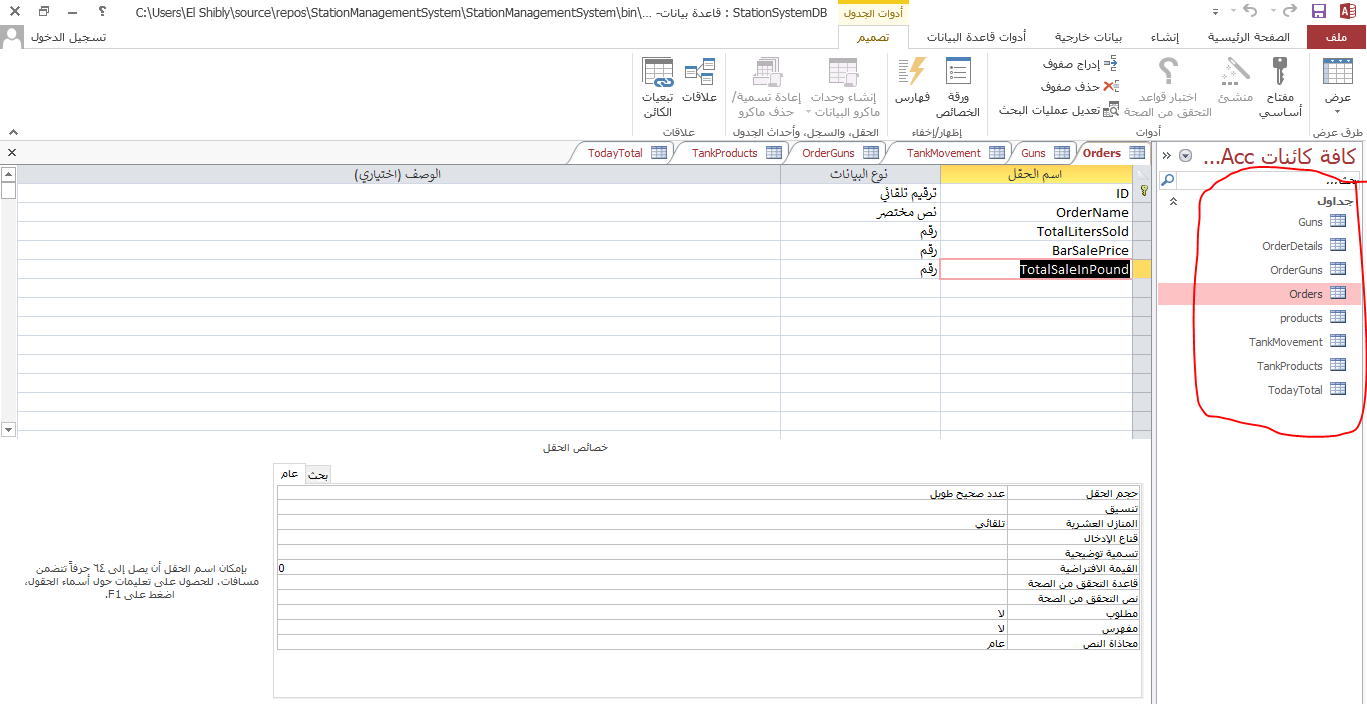 StationSystemDB : قاعدة بيانات- C:\Users\El Shibly\source\repos\StationManagementSystem\StationManagementSystem\bin\...
أدوات الجدول
تسجيل الدخول
ملف
الصفحة الرئيسية
إنشاء
بيانات خارجية
أدوات قاعدة البيانات
تصميم
عرض
طرق عرض
مفتاح أساسي
منشئ
اختبار قواعد التحقق من الصحة
إدراج صفوف
حذف صفوف
تعديل عمليات البحث
أدوات
ورقة الخصائص
فهارس
إظهار/إخفاء
إنشاء وحدات ماكرو البيانات
إعادة تسمية/حذف ماكرو
الحقل، والسجل، وأحداث الجدول
علاقات
تبعيات الكائن
علاقات
كافة كائنات Acc...
بحث...
جداول
Guns
OrderDetails
OrderGuns
Orders
products
TankMovement
TankProducts
TodayTotal
Orders
Guns
TankMovement
OrderGuns
TankProducts
TodayTotal
اسم الحقل نوع البيانات الوصف (اختياري)
ID ترقيم تلقائي
OrderName نص مختصر
TotalLitersSold رقم
BarSalePrice رقم
TotalSaleInPound رقم
خصائص الحقل
عام بحث
حجم الحقل عدد صحيح طويل
تنسيق
المنازل العشرية تلقائي
قناع الإدخال
تسمية توضيحية
القيمة الافتراضية 0
قاعدة التحقق من الصحة
نص التحقق من الصحة
مطلوب لا
مفهرس لا
محاذاة النص عام
بإمكان اسم الحقل أن يصل إلى ٦٤ حرفاً تتضمن
مسافات. للحصول على تعليمات حول أسماء الحقول،
اضغط على F1.